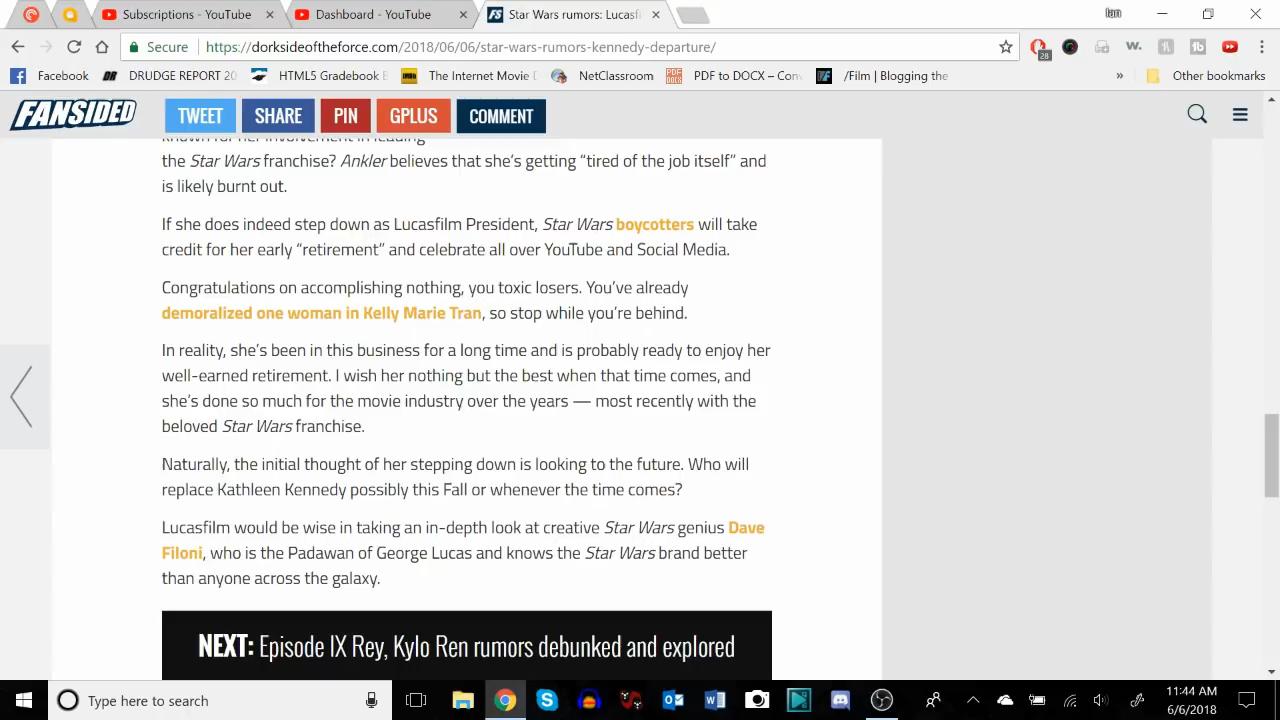 Subscriptions - YouTube
Dashboard - YouTube
Star Wars rumors: Lucasfi
Ian
Secure
https://dorksideoftheforce.com/2018/06/06/star-wars-rumors-kennedy-departure/
28
Facebook
DRUDGE REPORT 20
HTML5 Gradebook
The Internet Movie
NetClassroom
PDF to DOCX – Con
/Film | Blogging the
Other bookmarks
FANSIDED
TWEET
SHARE
PIN
GPLUS
COMMENT
known for her involvement in leading
the Star Wars franchise? Ankler believes that she's getting “tired of the job itself” and
is likely burnt out.
If she does indeed step down as Lucasfilm President, Star Wars boycotters will take
credit for her early “retirement” and celebrate all over YouTube and Social Media.
Congratulations on accomplishing nothing, you toxic losers. You've already
demoralized one woman in Kelly Marie Tran, so stop while you're behind.
In reality, she's been in this business for a long time and is probably ready to enjoy her
well-earned retirement. I wish her nothing but the best when that time comes, and
she's done so much for the movie industry over the years — most recently with the
beloved Star Wars franchise.
Naturally, the initial thought of her stepping down is looking to the future. Who will
replace Kathleen Kennedy possibly this Fall or whenever the time comes?
Lucasfilm would be wise in taking an in-depth look at creative Star Wars genius Dave
Filoni, who is the Padawan of George Lucas and knows the Star Wars brand better
than anyone across the galaxy.
NEXT: Episode IX Rey, Kylo Ren rumors debunked and explored
Type here to search
11:44 AM
6/6/2018